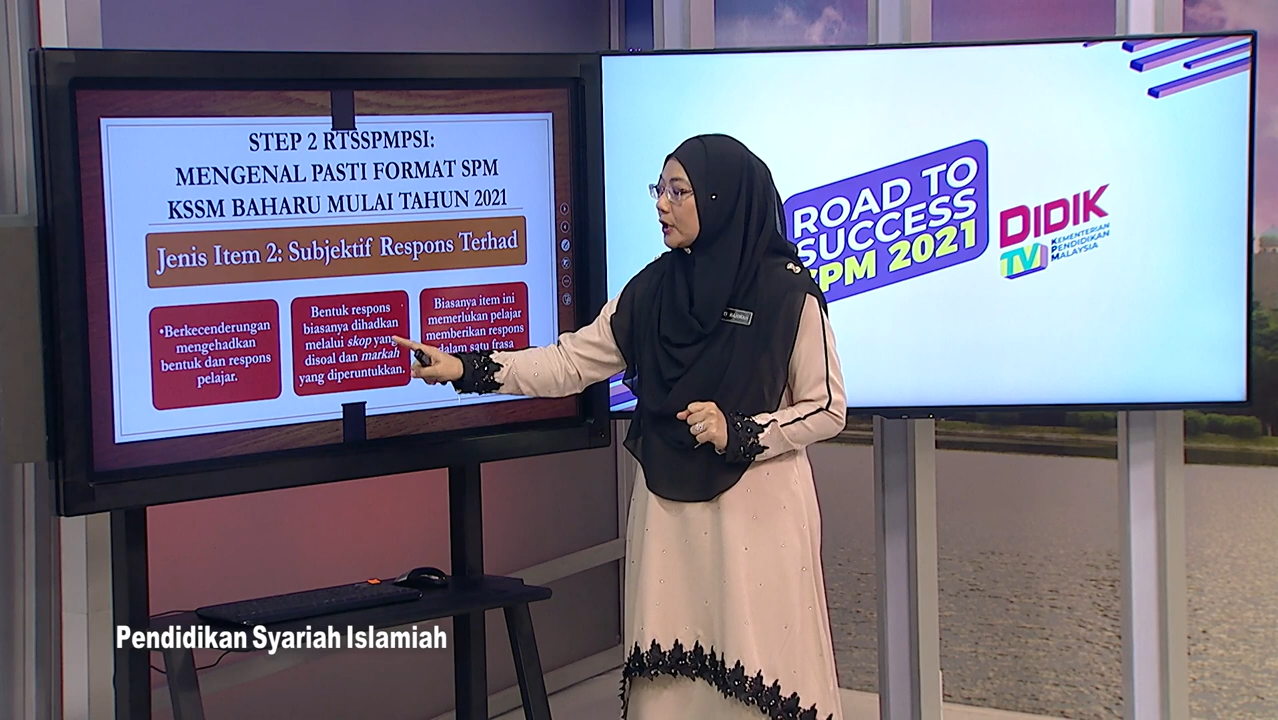 STEP 2 RTSSPMPSI:
MENGENAL PASTI FORMAT SPM
KSSM BAHARU MULAI TAHUN 2021
Jenis Item 2: Subjektif Respons Terhad
•Berkecenderungan
mengehadkan
bentuk dan respons
pelajar.
Bentuk respons
biasanya dihadkan
melalui skop yang
disoal dan markah
yang diperuntukkan.
Biasanya item ini
memerlukan pelajar
memberikan respons
dalam satu frasa
ROAD TO
SUCCESS
SPM 2021
DIDIK
TV
KEMENTERIAN
PENDIDIKAN
MALAYSIA
Pendidikan Syariah Islamiah